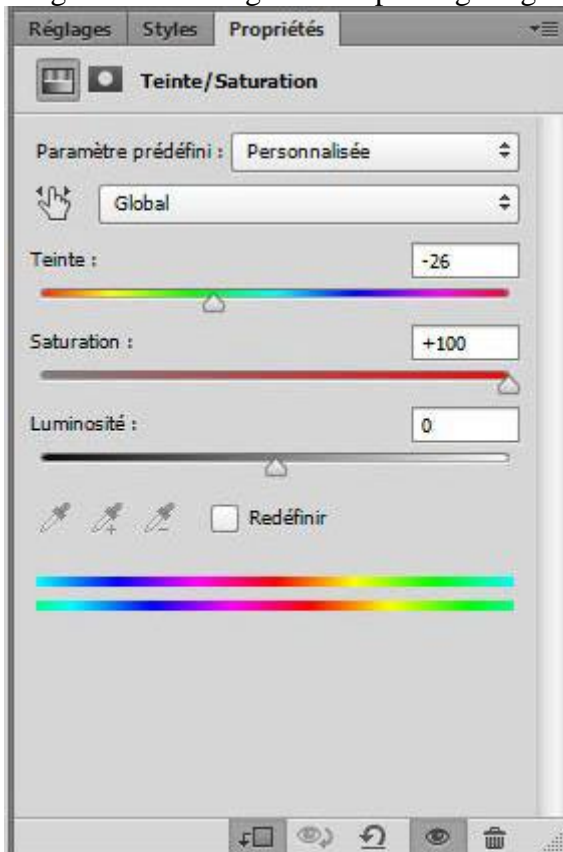 Réglages Styles Propriétés
Teinte/Saturation
Paramètre prédéfini : Personnalisée
Global
Teinte : -26
Saturation : +100
Luminosité : 0
Redéfinir